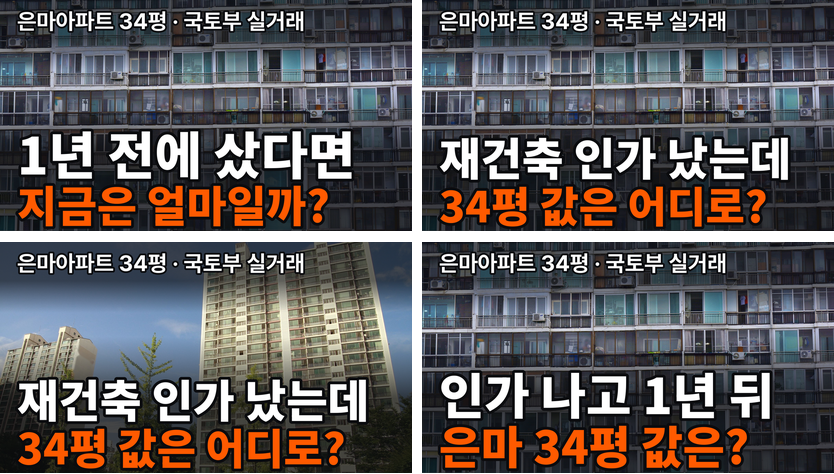 은마아파트 34평 · 국토부 실거래
1년 전에 샀다면
지금은 얼마일까?
은마아파트 34평 · 국토부 실거래
재건축 인가 났는데
34평 값은 어디로?
은마아파트 34평 · 국토부 실거래
재건축 인가 났는데
34평 값은 어디로?
은마아파트 34평 · 국토부 실거래
인가 나고 1년 뒤
은마 34평 값은?